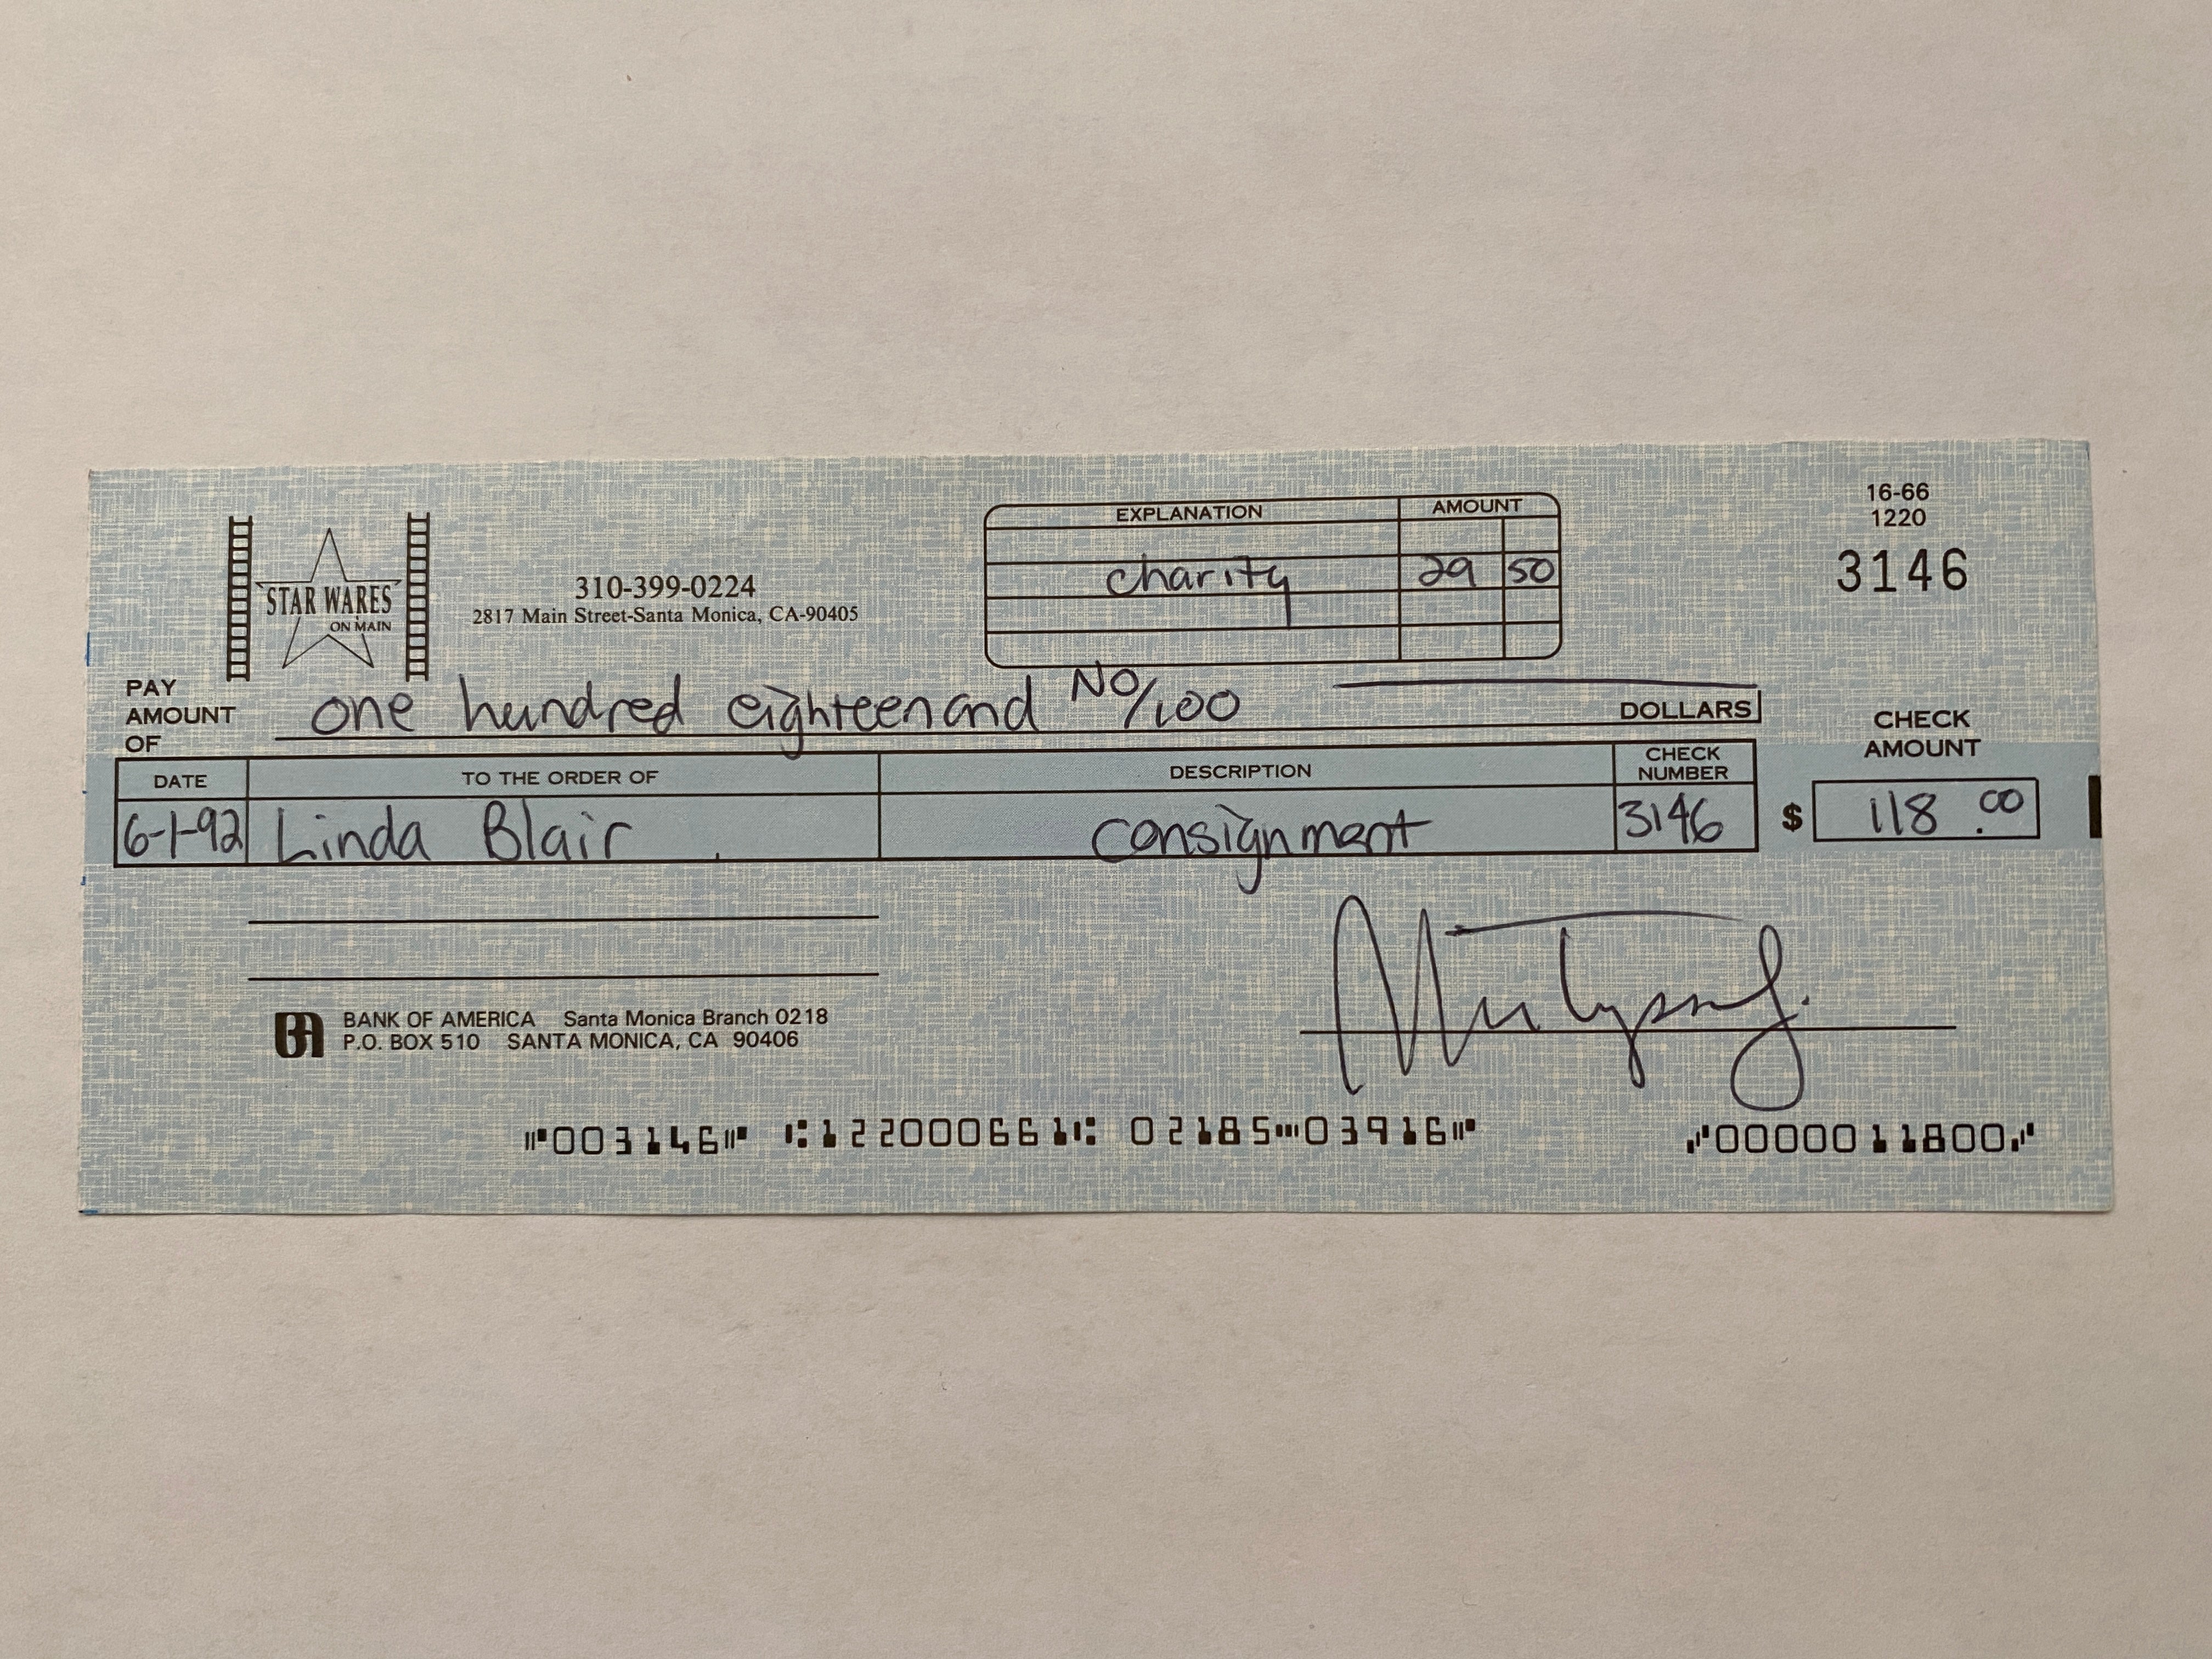 STAR WARES
ON MAIN
310-399-0224
2817 Main Street-Santa Monica, CA-90405
EXPLANATION AMOUNT
charity 29 50
16-66
1220
3146
PAY
AMOUNT
OF
one hundred eighteen and NO/100 DOLLARS
CHECK
AMOUNT
DATE TO THE ORDER OF DESCRIPTION CHECK NUMBER
6-1-92 Linda Blair consignment 3146 $ 118.00
BA
BANK OF AMERICA Santa Monica Branch 0218
P.O. BOX 510 SANTA MONICA, CA 90406
⑈003146⑈ ⑆122000661⑆ 02185⑉03916⑈ ⑇0000011800⑇